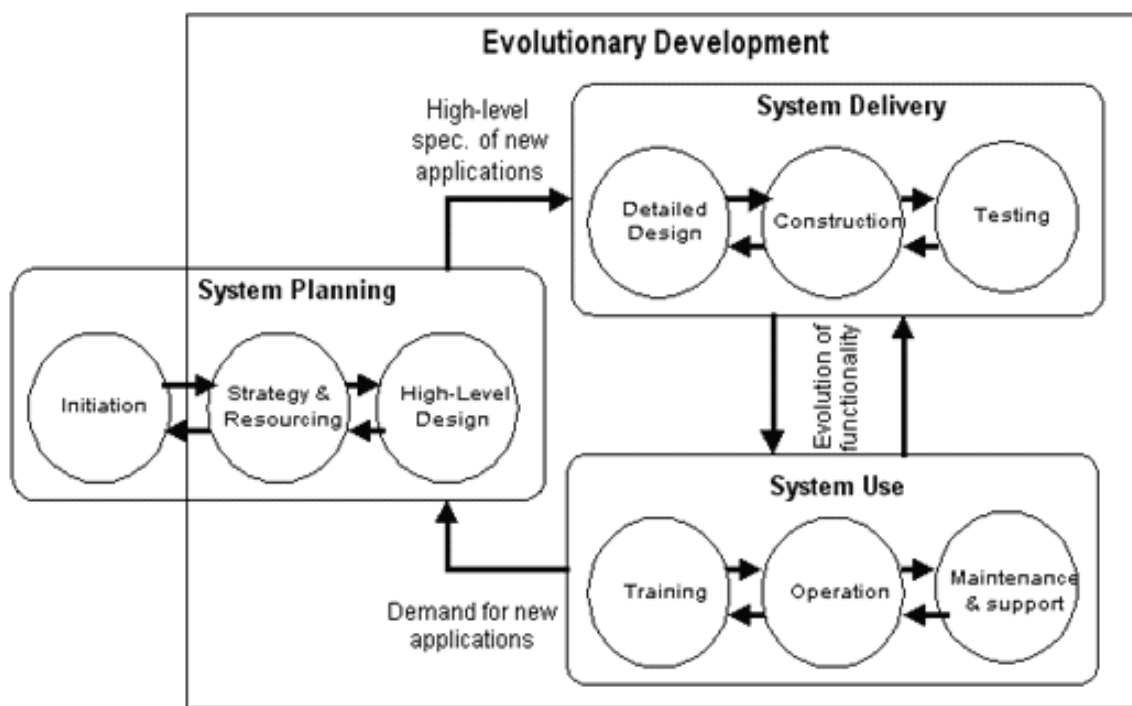 Evolutionary Development
High-level
spec. of new
applications
System Delivery
Detailed
Design
Construction
Testing
System Planning
Initiation
Strategy &
Resourcing
High-Level
Design
Evolution of
functionality
System Use
Training
Operation
Maintenance
& support
Demand for new
applications